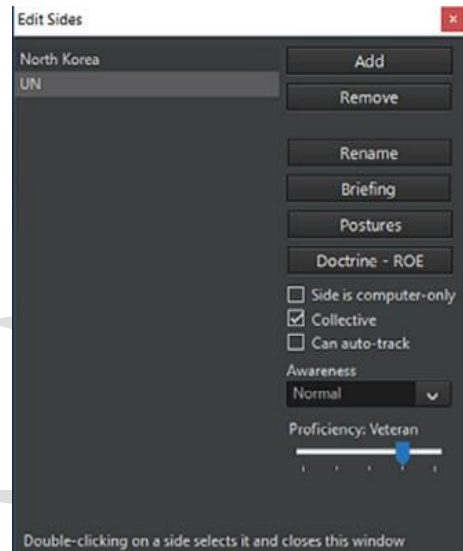 Edit Sides
North Korea
UN
Add
Remove
Rename
Briefing
Postures
Doctrine - ROE
Side is computer-only
Collective
Can auto-track
Awareness
Normal
Proficiency: Veteran
Double-clicking on a side selects it and closes this window